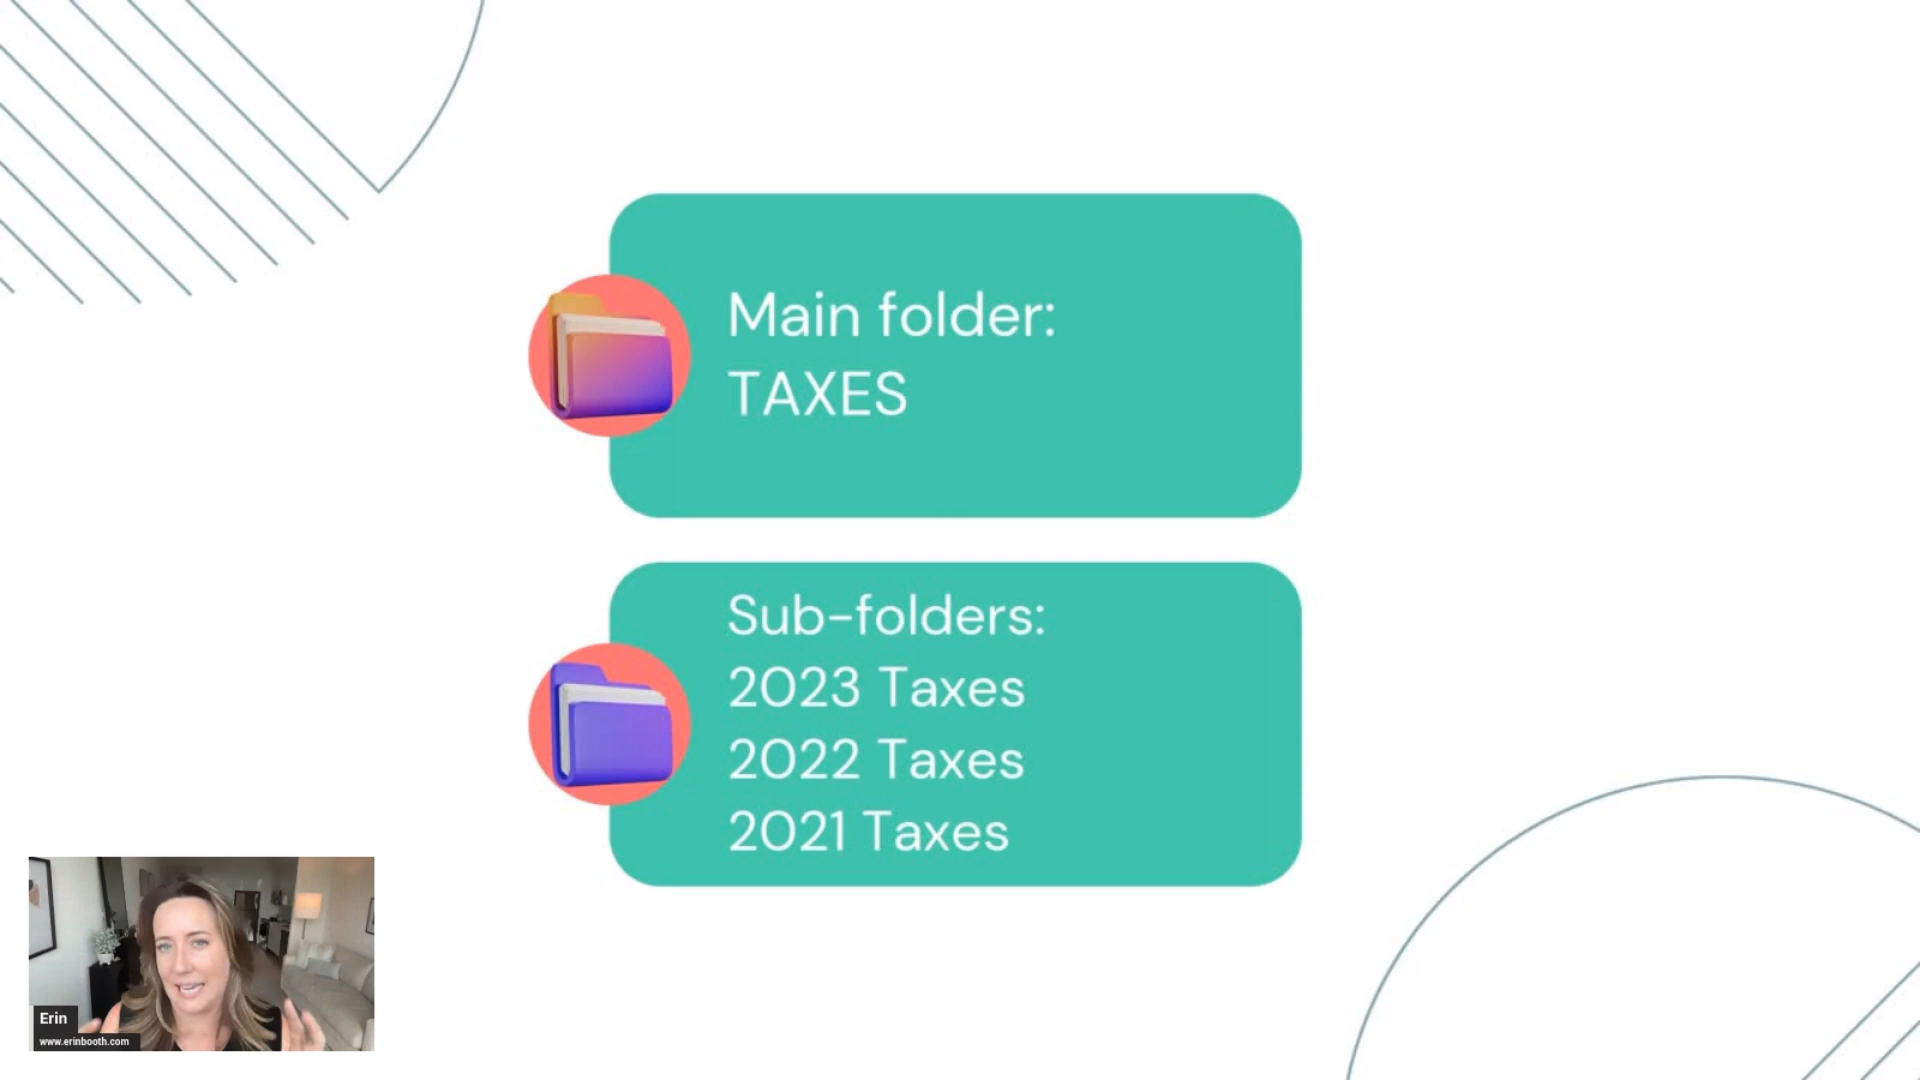 Main folder:
TAXES
Sub-folders:
2023 Taxes
2022 Taxes
2021 Taxes
Erin
www.erinbooth.com